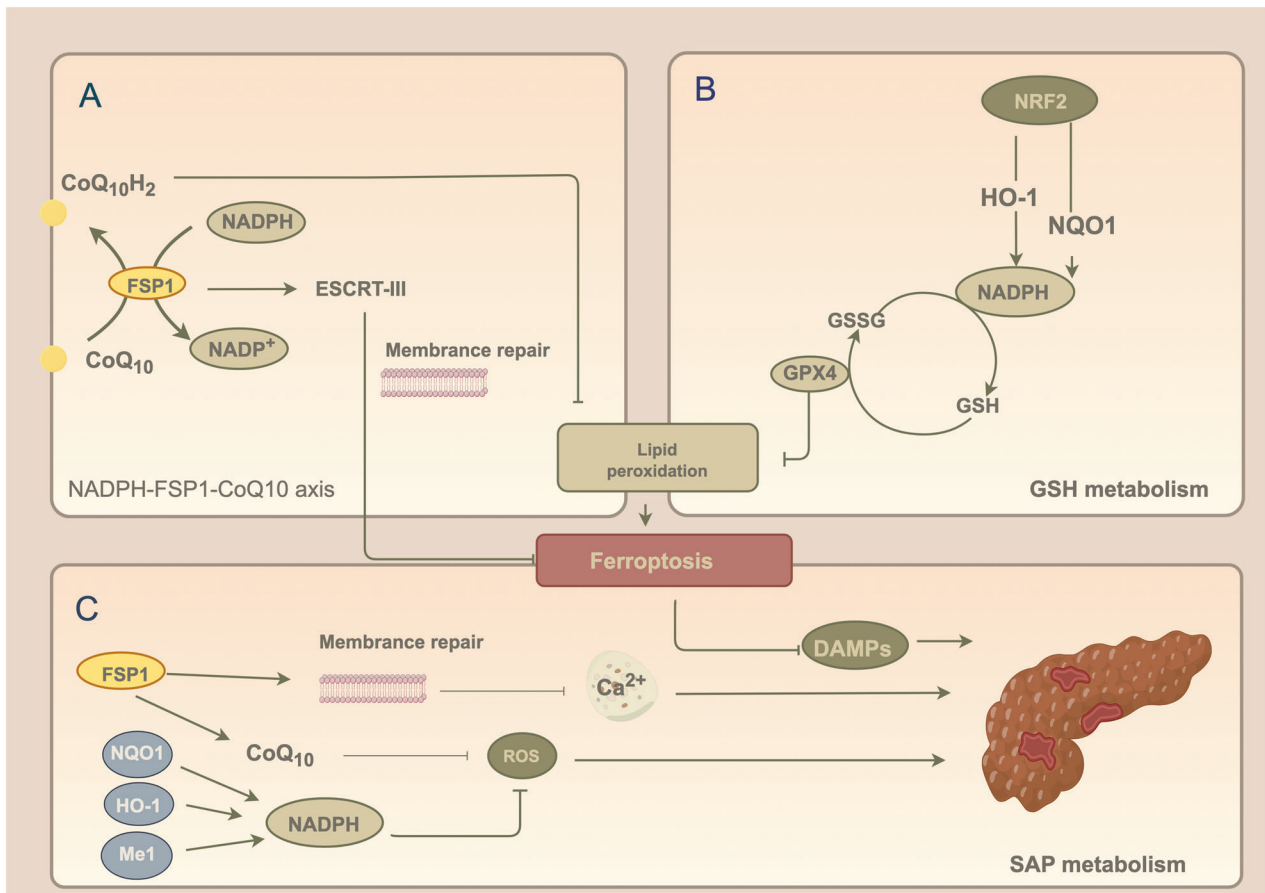 A
CoQ10H2
NADPH
FSP1
ESCRT-III
CoQ10
NADP+
Membrance repair
NADPH-FSP1-CoQ10 axis
B
NRF2
HO-1
NQO1
NADPH
GSSG
GPX4
GSH
GSH metabolism
Lipid
peroxidation
Ferroptosis
C
Membrance repair
DAMPs
FSP1
Ca2+
CoQ10
ROS
NQO1
HO-1
NADPH
Me1
SAP metabolism